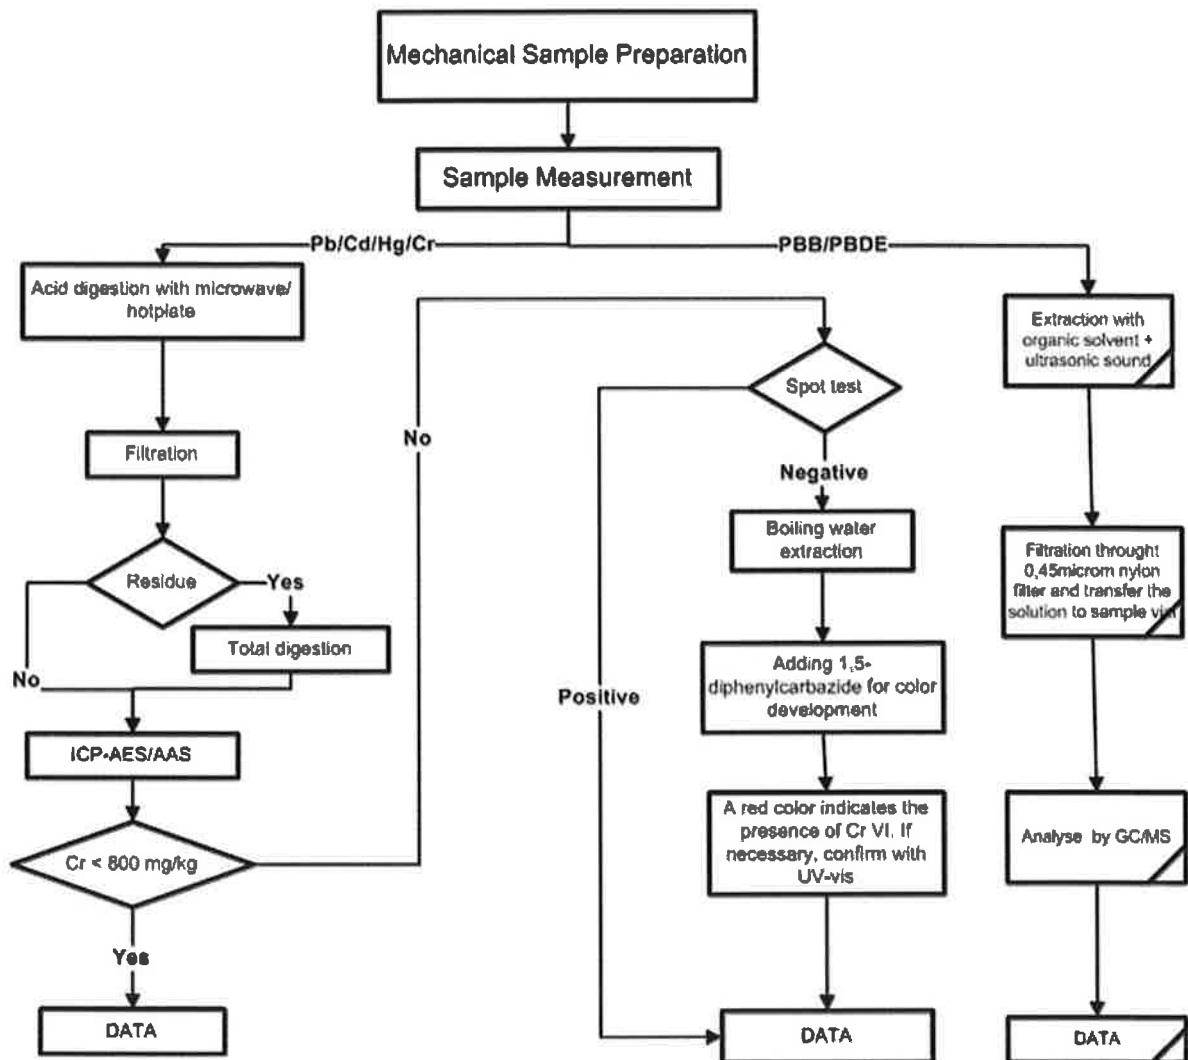 Mechanical Sample Preparation
Sample Measurement
Pb/Cd/Hg/Cr
PBB/PBDE
Acid digestion with microwave/
hotplate
Filtration
Residue
Yes
No
Total digestion
ICP-AES/AAS
Cr < 800 mg/kg
Yes
DATA
No
Spot test
Negative
Positive
Boiling water
extraction
Adding 1,5-
diphenylcarbazide for color
development
A red color indicates the
presence of Cr VI. If
necessary, confirm with
UV-vis
DATA
Extraction with
organic solvent +
ultrasonic sound
Filtration throught
0,45microm nylon
filter and transfer the
solution to sample vial
Analyse by GC/MS
DATA